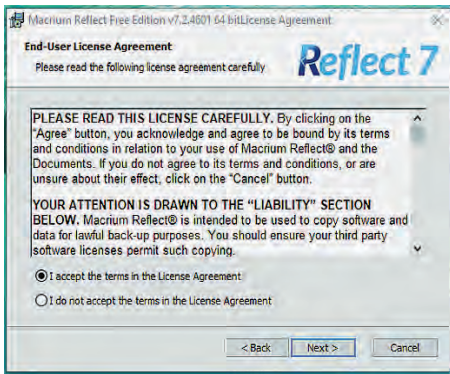 Macrium Reflect Free Edition v7.2.4601 64 bitLicense Agreement
End-User License Agreement
Please read the following license agreement carefully
Reflect 7
PLEASE READ THIS LICENSE CAREFULLY. By clicking on the
"Agree" button, you acknowledge and agree to be bound by its terms
and conditions in relation to your use of Macrium Reflect® and the
Documents. If you do not agree to its terms and conditions, or are
unsure about their effect, click on the "Cancel" button.
YOUR ATTENTION IS DRAWN TO THE "LIABILITY" SECTION
BELOW. Macrium Reflect® is intended to be used to copy software and
data for lawful back-up purposes. You should ensure your third party
software licenses permit such copying.
I accept the terms in the License Agreement
I do not accept the terms in the License Agreement
< Back Next > Cancel